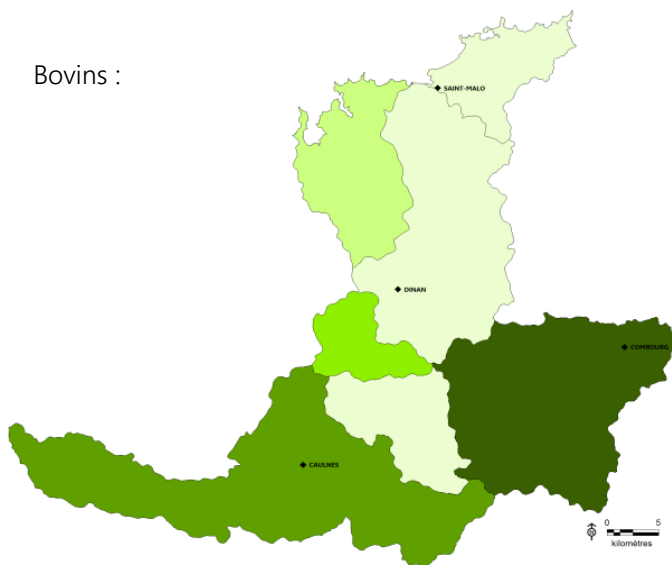 Bovins :
SAINT-MALO
DINAN
COMBOURG
CAULNES
0 5
kilomètres